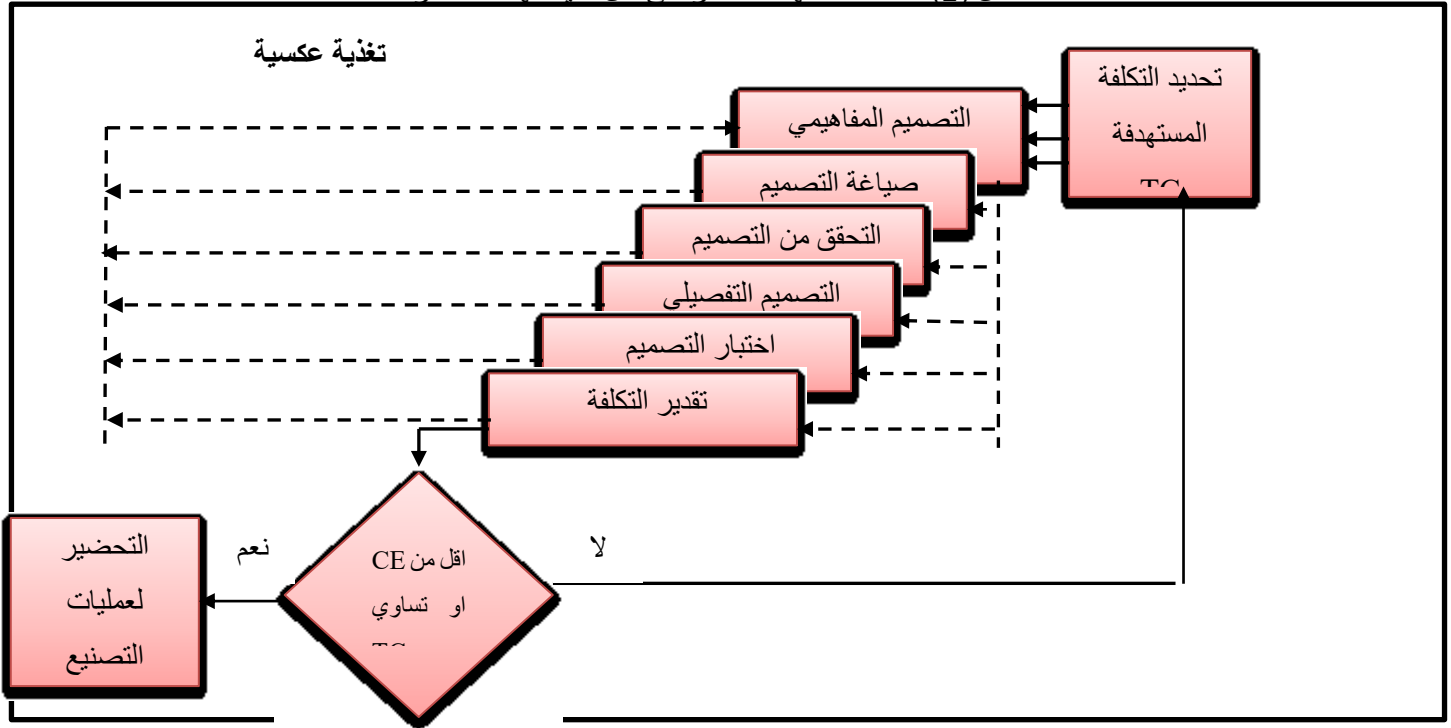 تغذية عكسية
تحديد التكلفة
المستهدفة
TC
التصميم المفاهيمي
صياغة التصميم
التحقق من التصميم
التصميم التفصيلي
اختبار التصميم
تقدير التكلفة
لا
اقل من CE
او تساوي
نعم
التحضير
لعمليات
التصنيع